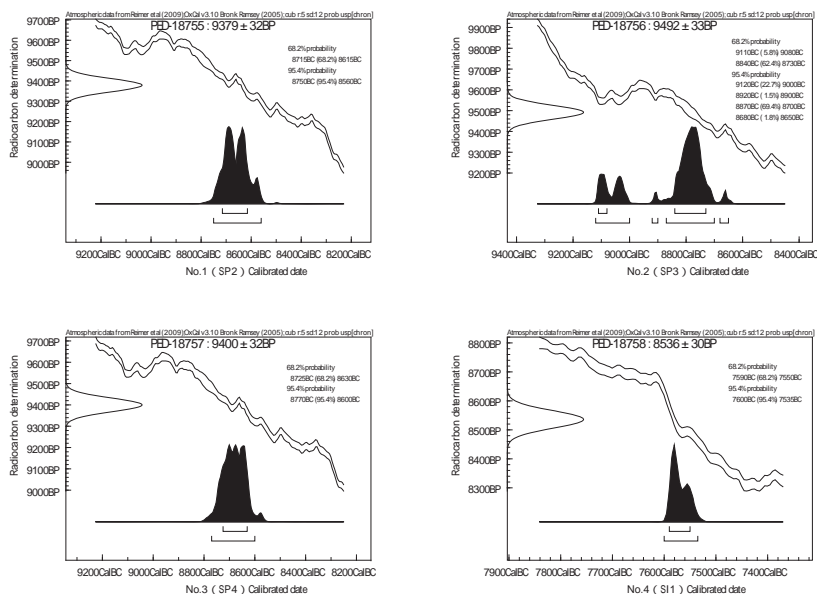 Atmospheric data from Reimer et al (2009);OxCal v3.10 Bronk Ramsey (2005); cub r:5 sd:12 prob usp[chron]
PED-18755 : 9379 ± 32BP
68.2% probability
8715BC (68.2%) 8615BC
95.4% probability
8750BC (95.4%) 8560BC
Radiocarbon determination
9700BP
9600BP
9500BP
9400BP
9300BP
9200BP
9100BP
9000BP
9200CalBC 9000CalBC 8800CalBC 8600CalBC 8400CalBC 8200CalBC
No.1 ( SP2 ) Calibrated date
Atmospheric data from Reimer et al (2009);OxCal v3.10 Bronk Ramsey (2005); cub r:5 sd:12 prob usp[chron]
PED-18756 : 9492 ± 33BP
68.2% probability
9110BC ( 5.8%) 9080BC
8840BC (62.4%) 8730BC
95.4% probability
9120BC (22.7%) 9000BC
8920BC ( 1.5%) 8900BC
8870BC (69.4%) 8700BC
8680BC ( 1.8%) 8650BC
Radiocarbon determination
9900BP
9800BP
9700BP
9600BP
9500BP
9400BP
9300BP
9200BP
9400CalBC 9200CalBC 9000CalBC 8800CalBC 8600CalBC 8400CalBC
No.2 ( SP3 ) Calibrated date
Atmospheric data from Reimer et al (2009);OxCal v3.10 Bronk Ramsey (2005); cub r:5 sd:12 prob usp[chron]
PED-18757 : 9400 ± 32BP
68.2% probability
8725BC (68.2%) 8630BC
95.4% probability
8770BC (95.4%) 8600BC
Radiocarbon determination
9700BP
9600BP
9500BP
9400BP
9300BP
9200BP
9100BP
9000BP
9200CalBC 9000CalBC 8800CalBC 8600CalBC 8400CalBC 8200CalBC
No.3 ( SP4 ) Calibrated date
Atmospheric data from Reimer et al (2009);OxCal v3.10 Bronk Ramsey (2005); cub r:5 sd:12 prob usp[chron]
PED-18758 : 8536 ± 30BP
68.2% probability
7590BC (68.2%) 7550BC
95.4% probability
7600BC (95.4%) 7535BC
Radiocarbon determination
8800BP
8700BP
8600BP
8500BP
8400BP
8300BP
7900CalBC 7800CalBC 7700CalBC 7600CalBC 7500CalBC 7400CalBC
No.4 ( SI1 ) Calibrated date